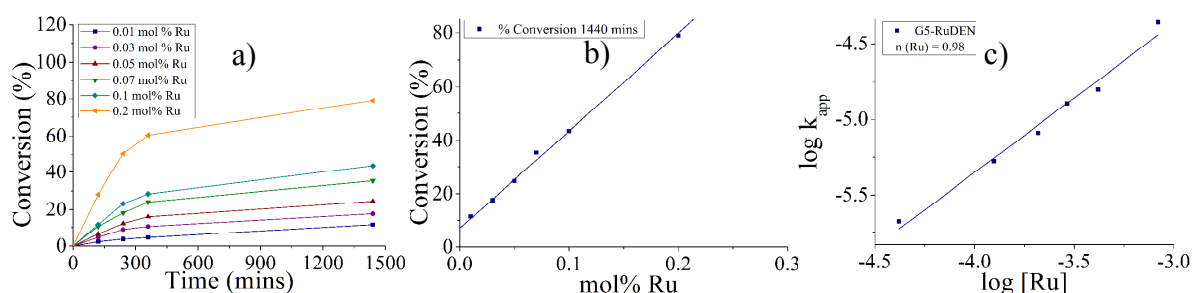 120
100
80
60
40
20
0
Conversion (%)
0.01 mol % Ru
0.03 mol % Ru
0.05 mol% Ru
0.07 mol% Ru
0.1 mol% Ru
0.2 mol% Ru
a)
0 300 600 900 1200 1500
Time (mins)
80
60
40
20
0
Conversion (%)
% Conversion 1440 mins
b)
0.0 0.1 0.2 0.3
mol% Ru
-4.5
-5.0
-5.5
log k_app
G5-RuDEN
n (Ru) = 0.98
c)
-4.5 -4.0 -3.5 -3.0
log [Ru]